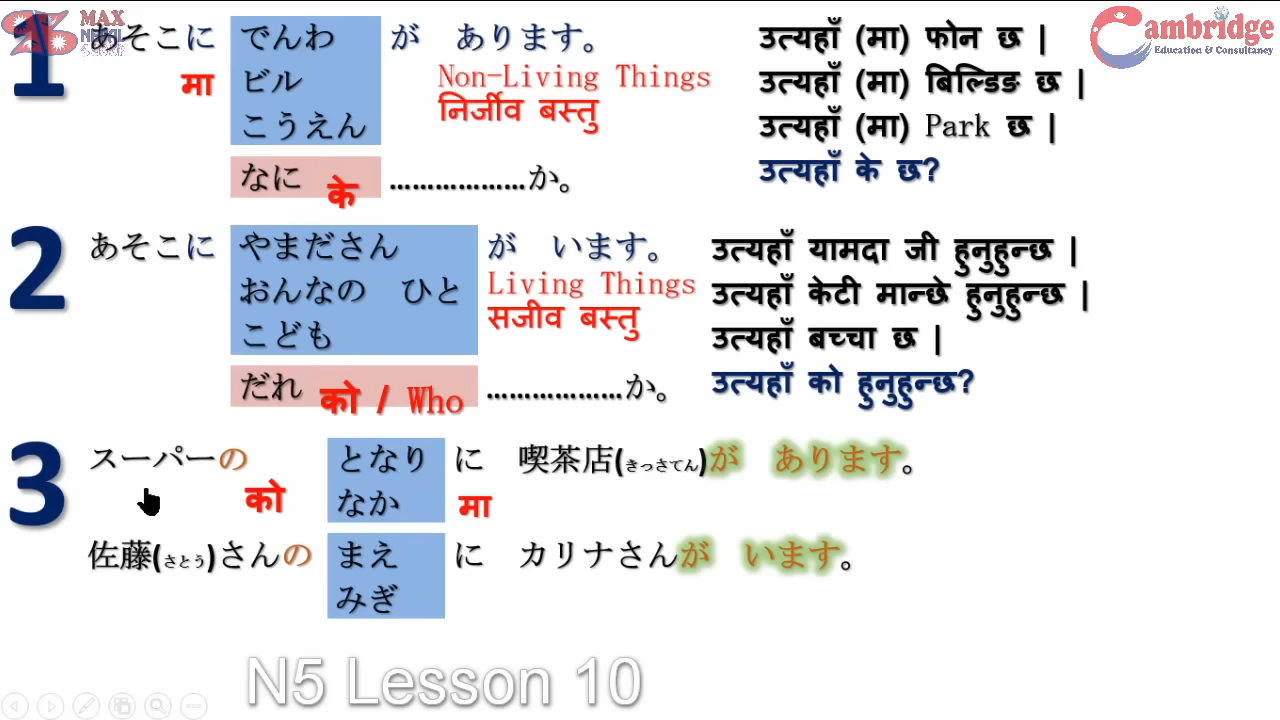 MAX
NEPAL
Cambridge
Education & Consultancy
1
あそこに でんわ が あります。 उत्यहाँ (मा) फोन छ |
मा ビル Non-Living Things उत्यहाँ (मा) बिल्डिङ छ |
こうえん निर्जीव बस्तु उत्यहाँ (मा) Park छ |
なに के ………………か。 उत्यहाँ के छ?
2
あそこに やまださん が います。 उत्यहाँ यामदा जी हुनुहुन्छ |
おんなの ひと Living Things उत्यहाँ केटी मान्छे हुनुहुन्छ |
こども सजीव बस्तु उत्यहाँ बच्चा छ |
だれ को / Who ………………か。 उत्यहाँ को हुनुहुन्छ?
3
スーパーの となり に 喫茶店(きっさてん)が あります。
को なか मा
佐藤(さとう)さんの まえ に カリナさんが います。
みぎ
N5 Lesson 10